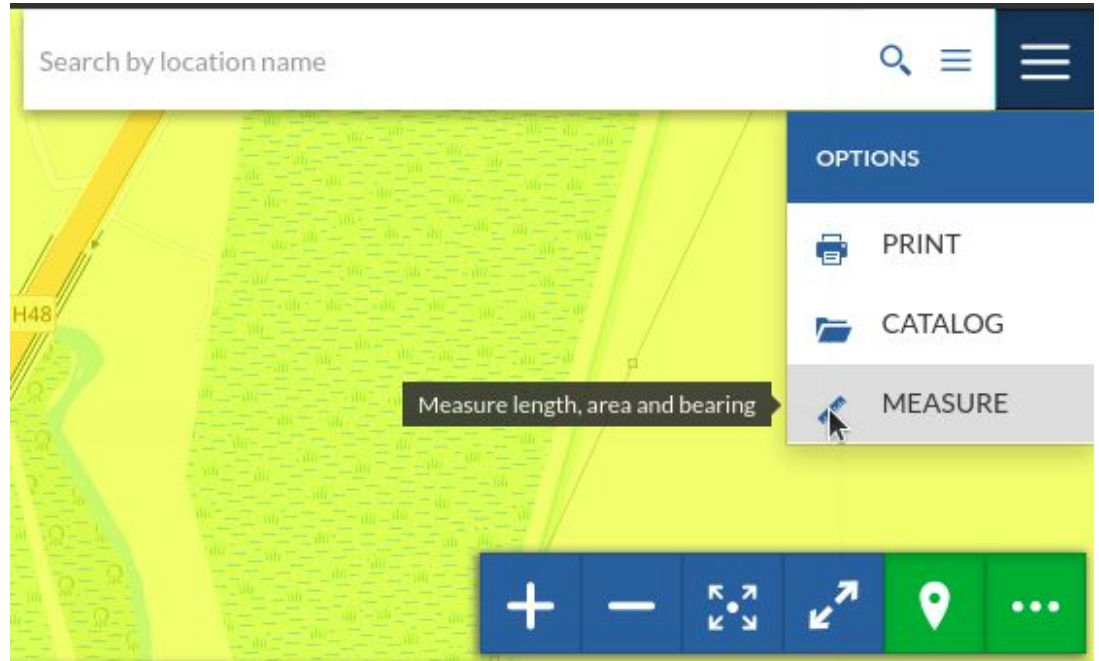 Search by location name
OPTIONS
PRINT
CATALOG
H48
Measure length, area and bearing
MEASURE